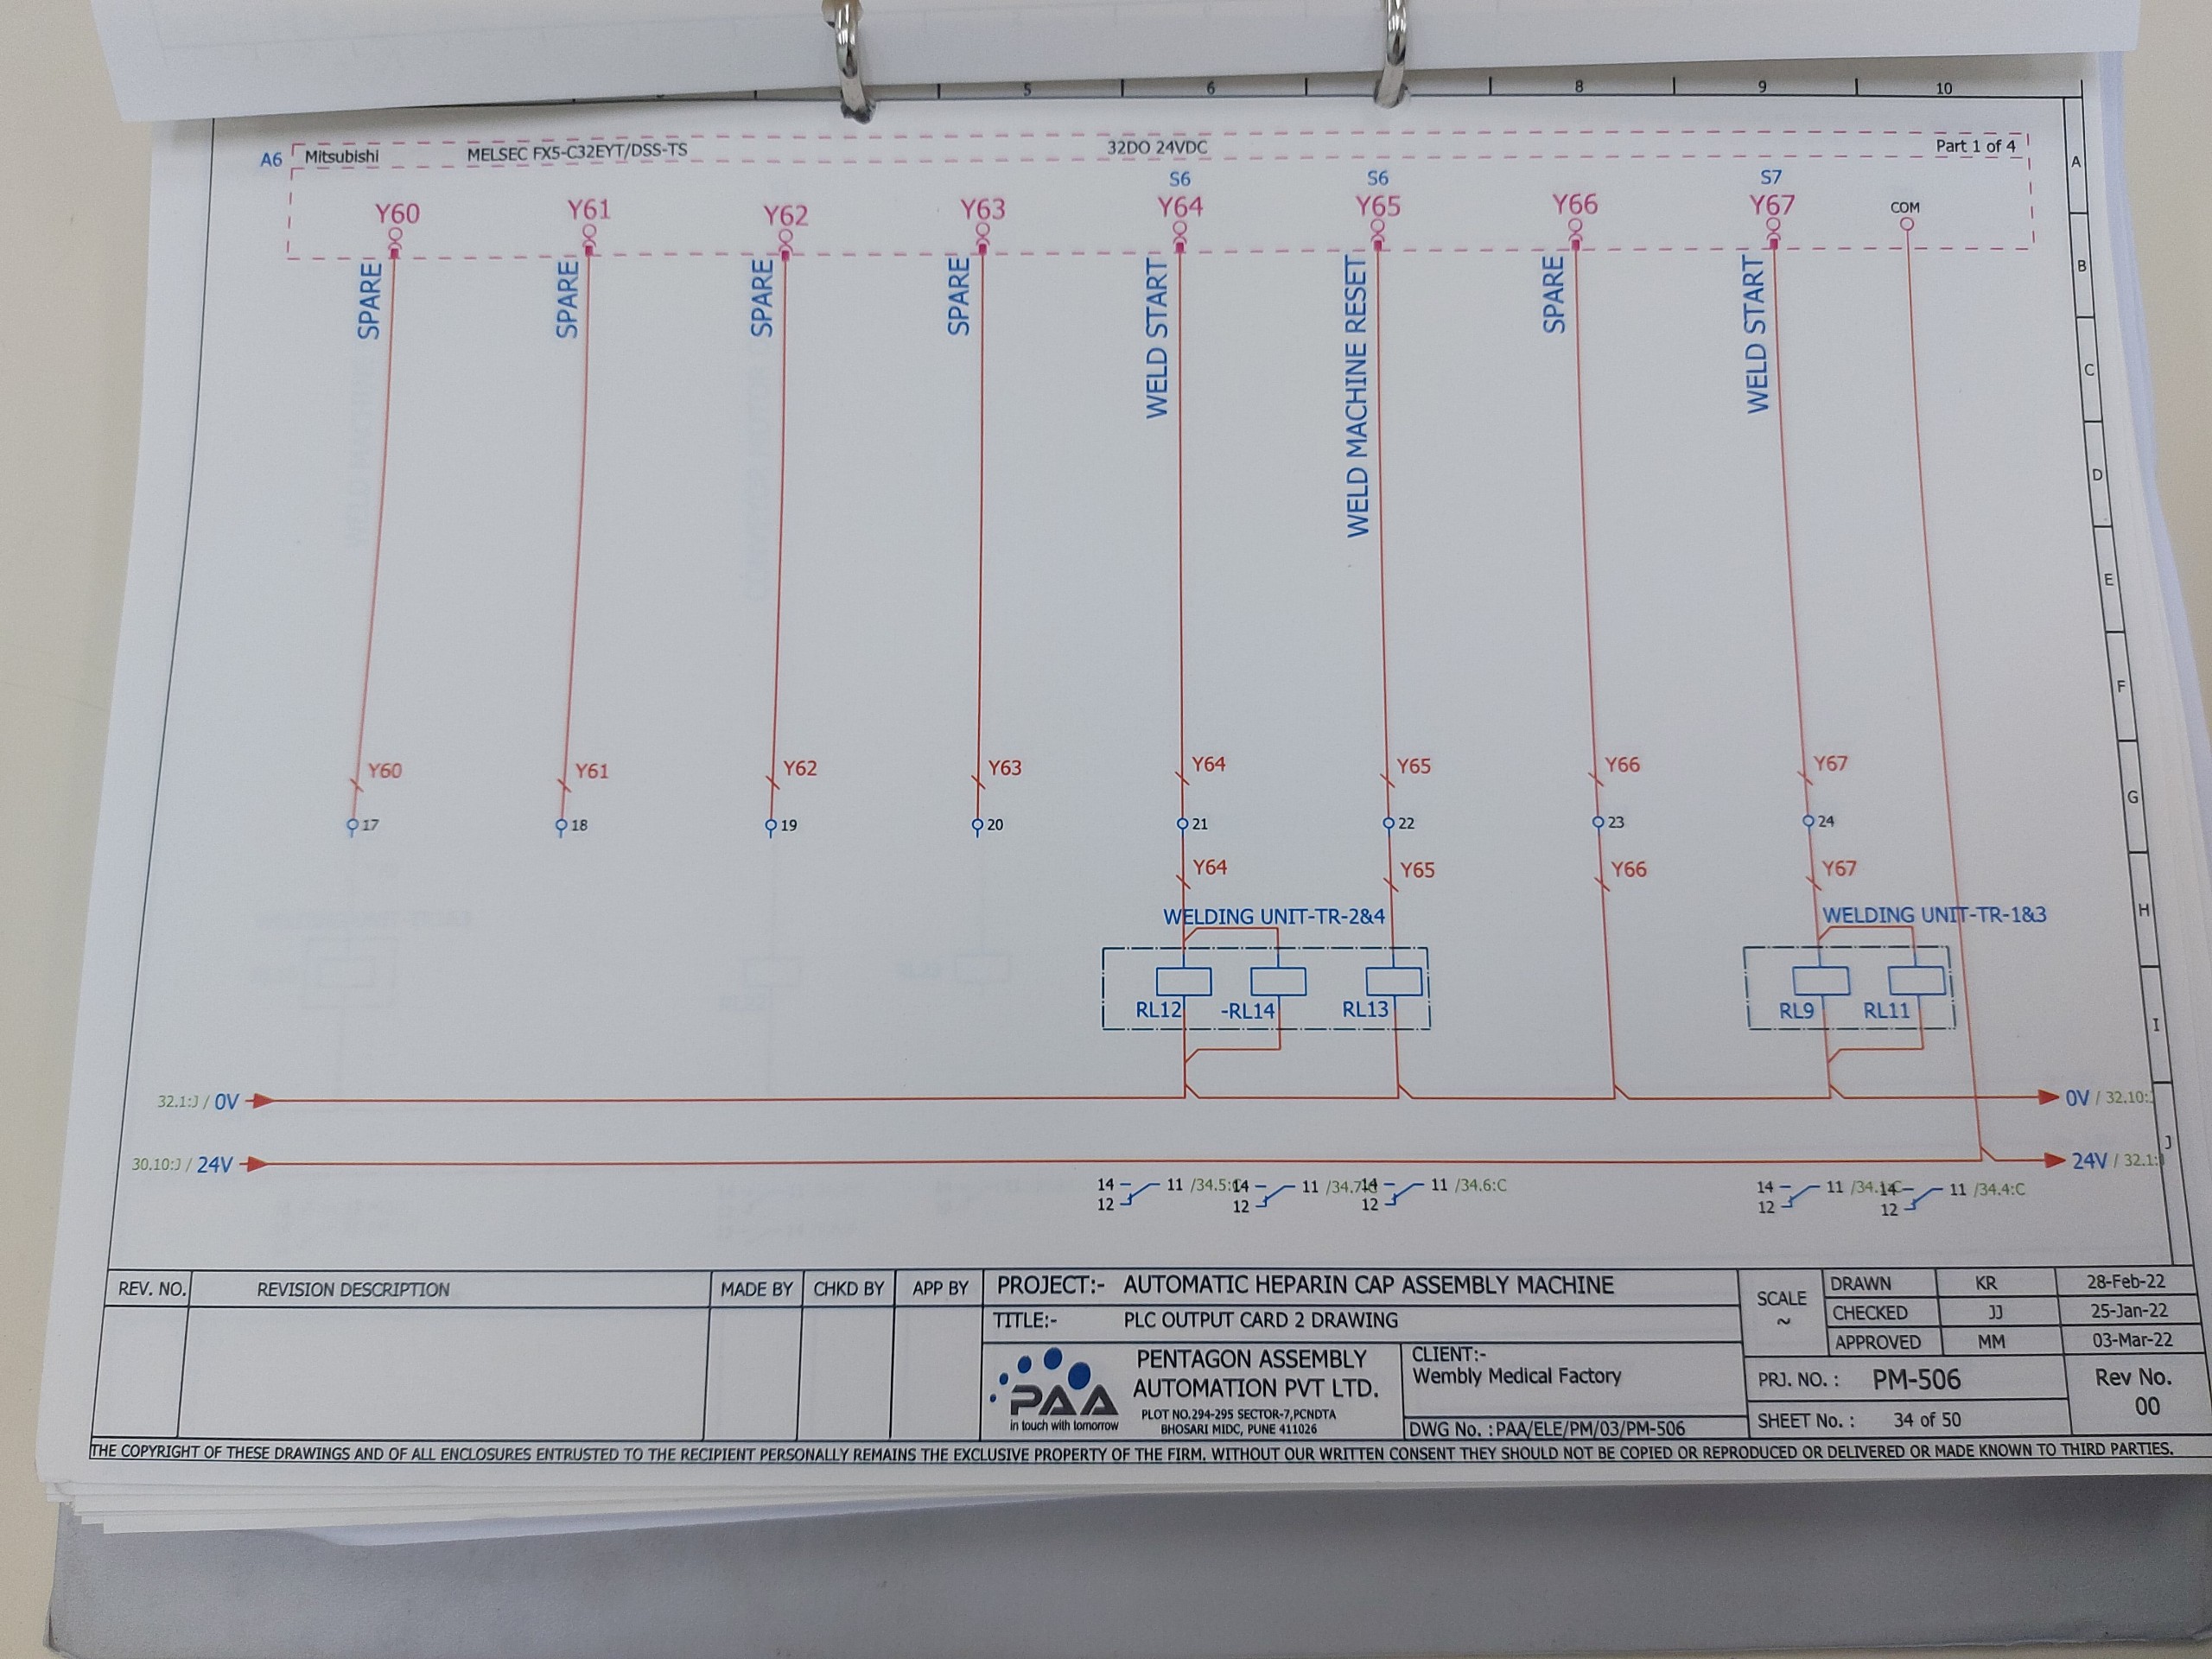 5 6 8 9 10
A6 Mitsubishi MELSEC FX5-C32EYT/DSS-TS 32DO 24VDC Part 1 of 4
S6 S6 S7
Y60 Y61 Y62 Y63 Y64 Y65 Y66 Y67 COM
SPARE
SPARE
SPARE
SPARE
WELD START
WELD MACHINE RESET
SPARE
WELD START
A
B
C
D
E
F
G
H
I
J
Y60 Y61 Y62 Y63 Y64 Y65 Y66 Y67
17 18 19 20 21 22 23 24
Y64 Y65 Y66 Y67
WELDING UNIT-TR-2&4 WELDING UNIT-TR-1&3
RL12 -RL14 RL13 RL9 RL11
32.1:J / 0V 0V / 32.10:
30.10:J / 24V 24V / 32.1:
14 11 /34.5: 14 11 /34.7 14 11 /34.6:C 14 11 /34. 14 11 /34.4:C
12 12 12 12 12
REV. NO. REVISION DESCRIPTION MADE BY CHKD BY APP BY
PROJECT:- AUTOMATIC HEPARIN CAP ASSEMBLY MACHINE
TITLE:- PLC OUTPUT CARD 2 DRAWING
PAA
in touch with tomorrow
PENTAGON ASSEMBLY
AUTOMATION PVT LTD.
PLOT NO.294-295 SECTOR-7,PCNDTA
BHOSARI MIDC, PUNE 411026
CLIENT:-
Wembly Medical Factory
DWG No. :PAA/ELE/PM/03/PM-506
SCALE
~
DRAWN KR 28-Feb-22
CHECKED JJ 25-Jan-22
APPROVED MM 03-Mar-22
PRJ. NO. : PM-506
SHEET No. : 34 of 50
Rev No.
00
THE COPYRIGHT OF THESE DRAWINGS AND OF ALL ENCLOSURES ENTRUSTED TO THE RECIPIENT PERSONALLY REMAINS THE EXCLUSIVE PROPERTY OF THE FIRM. WITHOUT OUR WRITTEN CONSENT THEY SHOULD NOT BE COPIED OR REPRODUCED OR DELIVERED OR MADE KNOWN TO THIRD PARTIES.